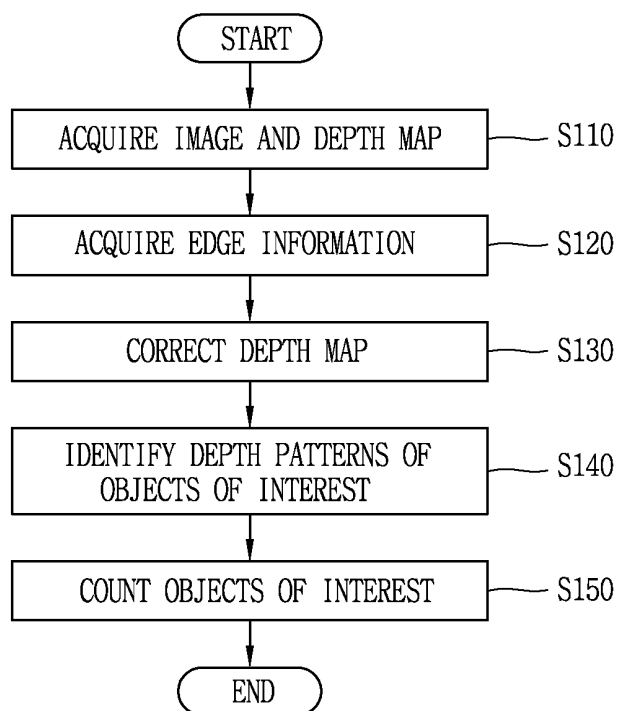 START
ACQUIRE IMAGE AND DEPTH MAP
S110
ACQUIRE EDGE INFORMATION
S120
CORRECT DEPTH MAP
S130
IDENTIFY DEPTH PATTERNS OF
OBJECTS OF INTEREST
S140
COUNT OBJECTS OF INTEREST
S150
END